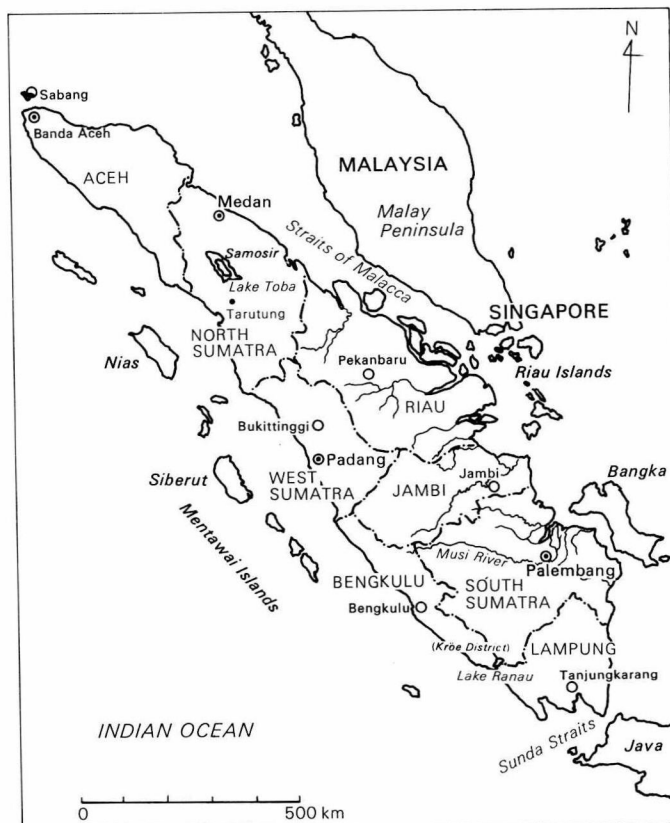 N
Sabang
Banda Aceh
ACEH
MALAYSIA
Malay
Peninsula
Medan
Straits of Malacca
Samosir
Lake Toba
Tarutung
SINGAPORE
NORTH
SUMATRA
Nias
Pekanbaru
Riau Islands
RIAU
Bukittinggi
Padang
Siberut
WEST
SUMATRA
JAMBI
Jambi
Bangka
Mentawai Islands
Musi River
Palembang
BENGKULU
SOUTH
SUMATRA
Bengkulu
(Kröe District)
LAMPUNG
Lake Ranau
Tanjungkarang
INDIAN OCEAN
Sunda Straits
Java
0 500 km